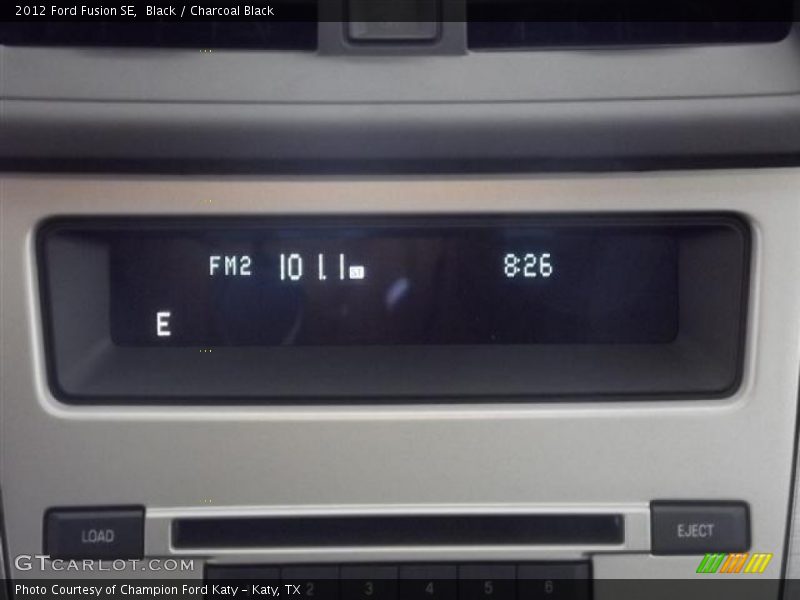 2012 Ford Fusion SE, Black / Charcoal Black
FM2 101.1 ST 8:26
E
LOAD EJECT
GTCARLOT.COM
2 3 4 5 6
Photo Courtesy of Champion Ford Katy - Katy, TX